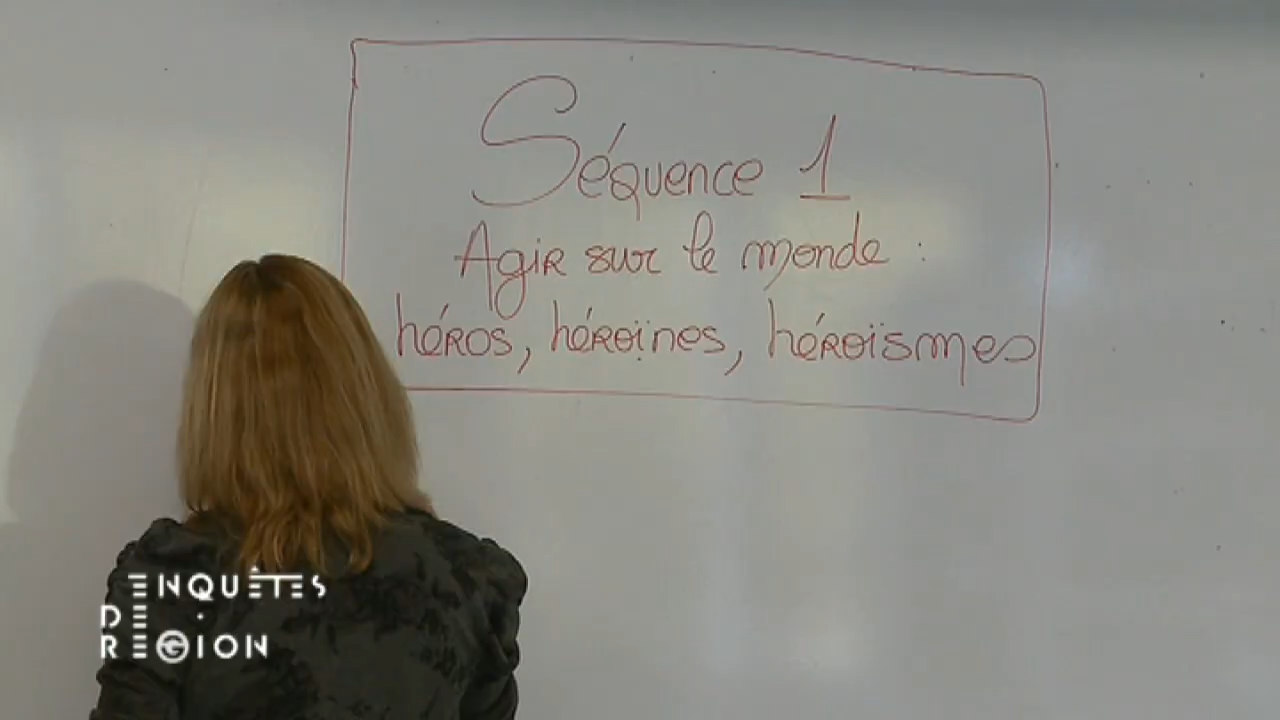 Séquence 1
Agir sur le monde :
héros, héroïnes, héroïsmes
ENQUÊTES
DE
RÉGION